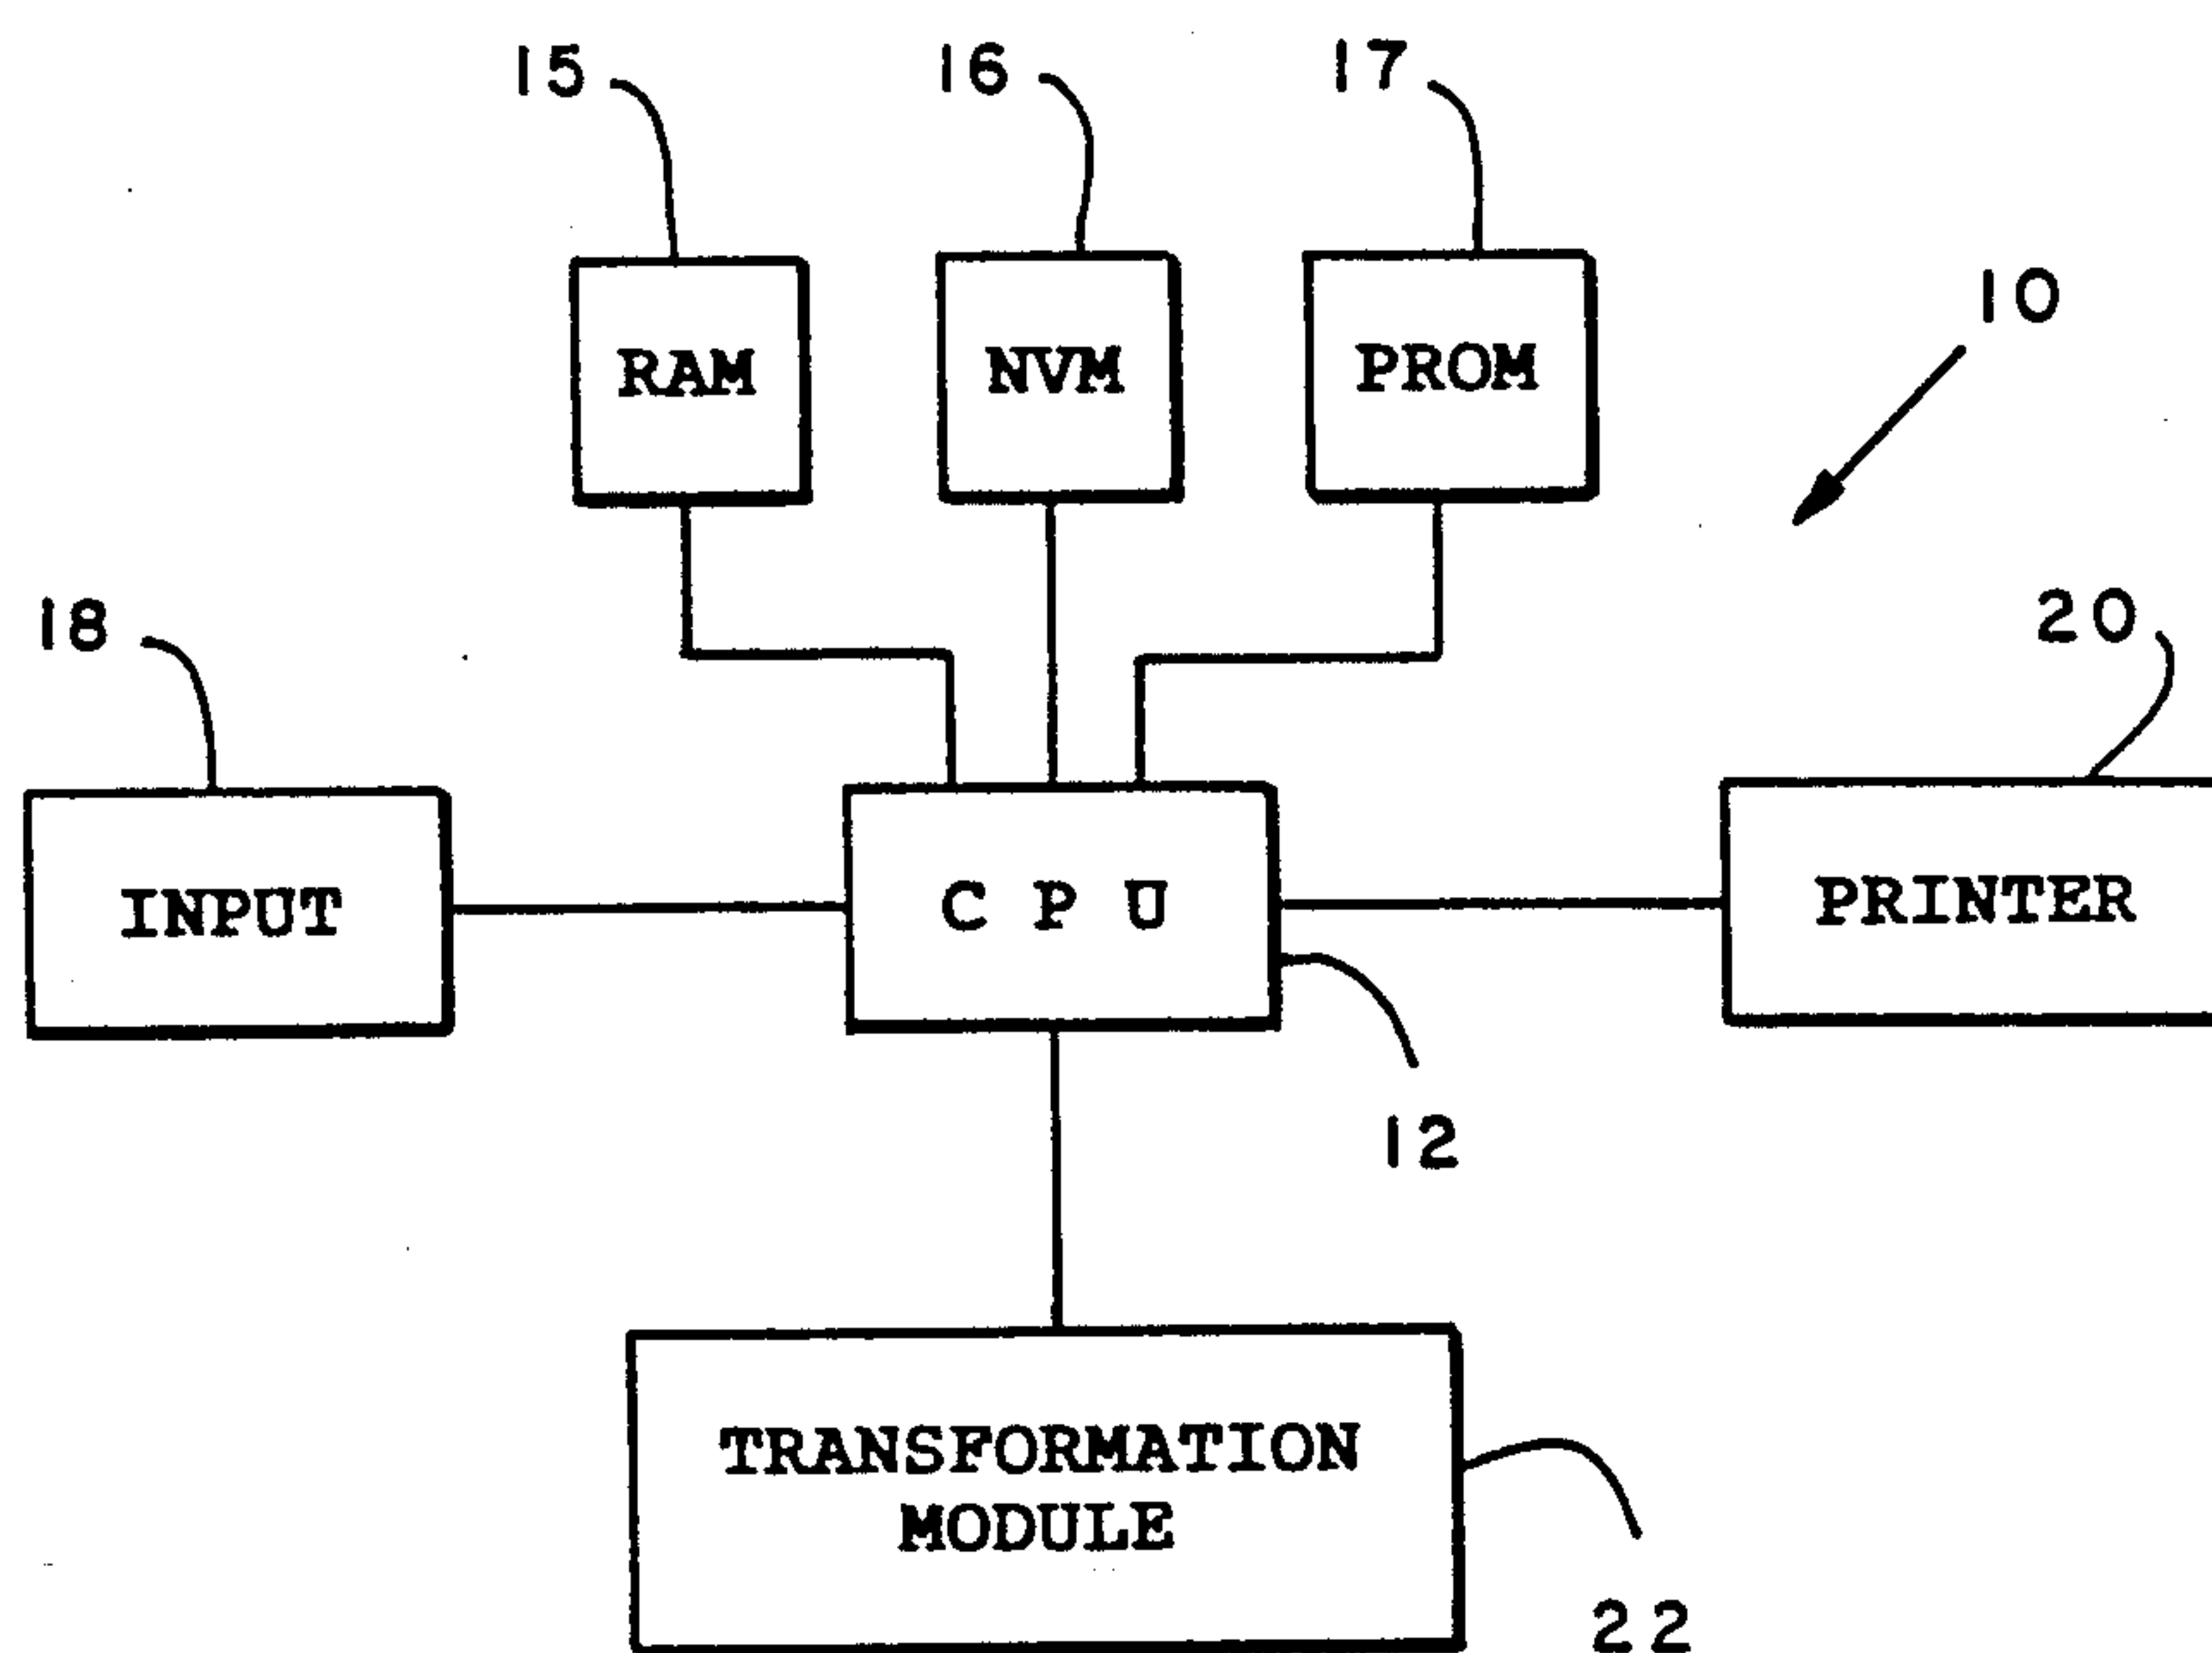 15
16
17
RAM
NVM
PROM
10
18
20
INPUT
C P U
PRINTER
12
TRANSFORMATION
MODULE
22